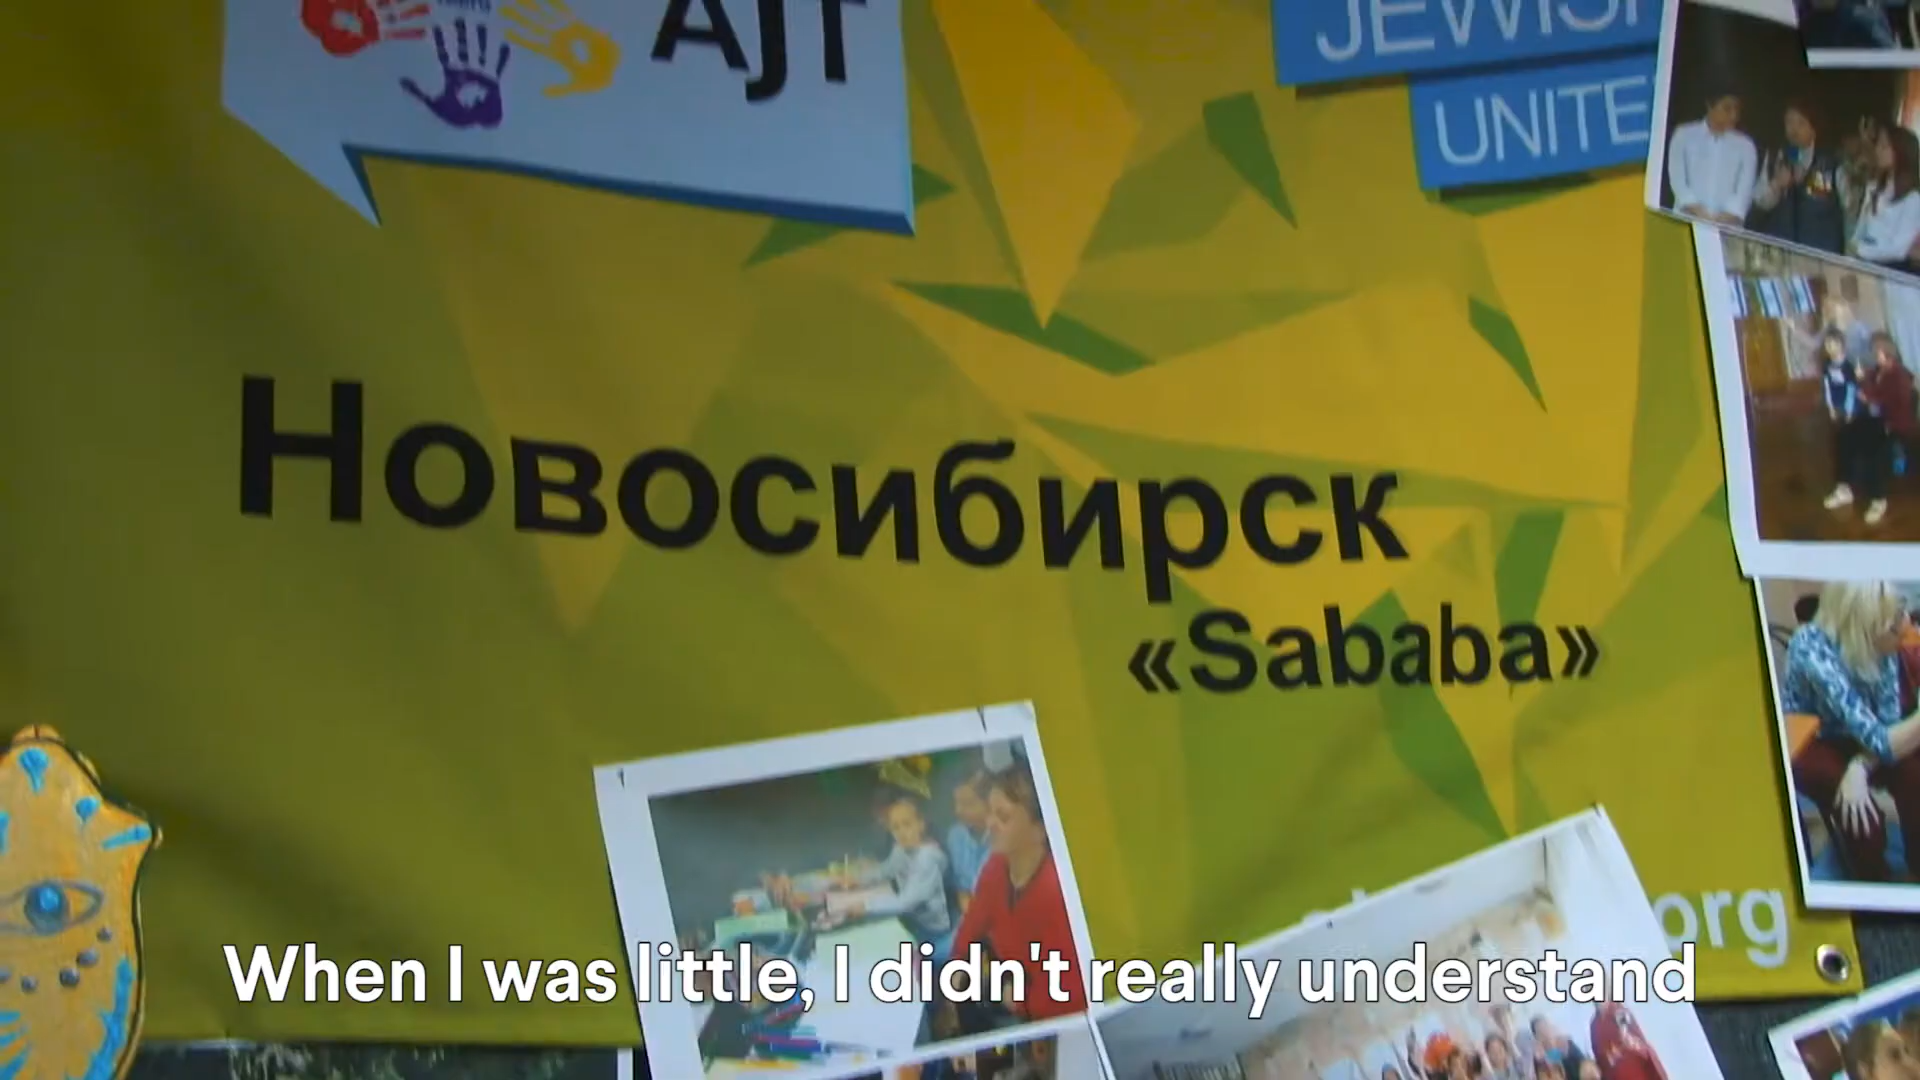 AJT
JEWISH
UNITE
Новосибирск
«Sababa»
org
When I was little, I didn't really understand